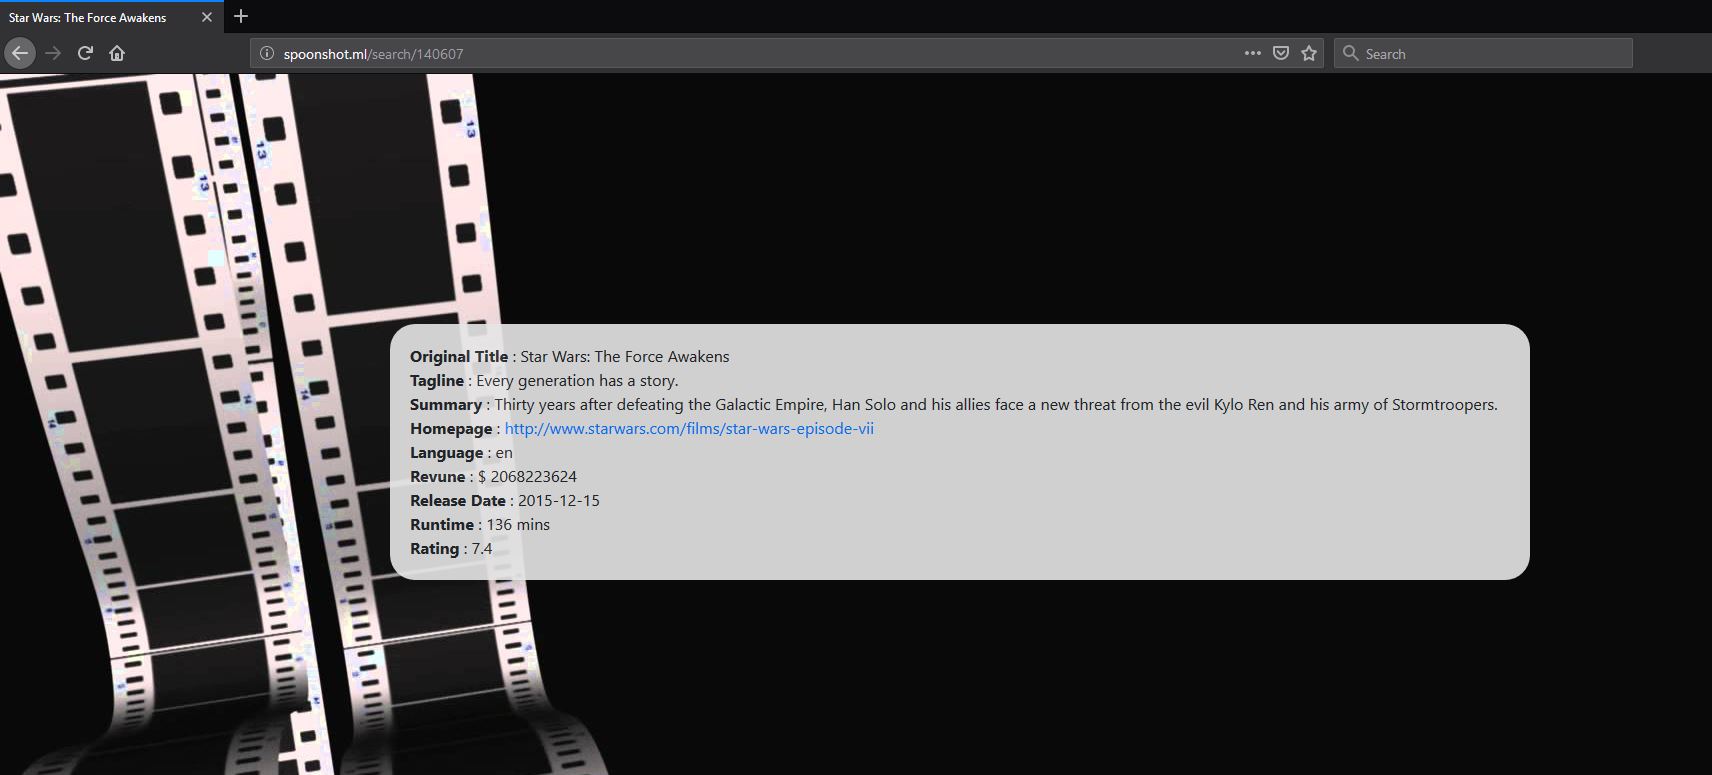 Star Wars: The Force Awakens
spoonshot.ml/search/140607
Search
13
13
13
14
14
14
Original Title : Star Wars: The Force Awakens
Tagline : Every generation has a story.
Summary : Thirty years after defeating the Galactic Empire, Han Solo and his allies face a new threat from the evil Kylo Ren and his army of Stormtroopers.
Homepage : http://www.starwars.com/films/star-wars-episode-vii
Language : en
Revune : $ 2068223624
Release Date : 2015-12-15
Runtime : 136 mins
Rating : 7.4